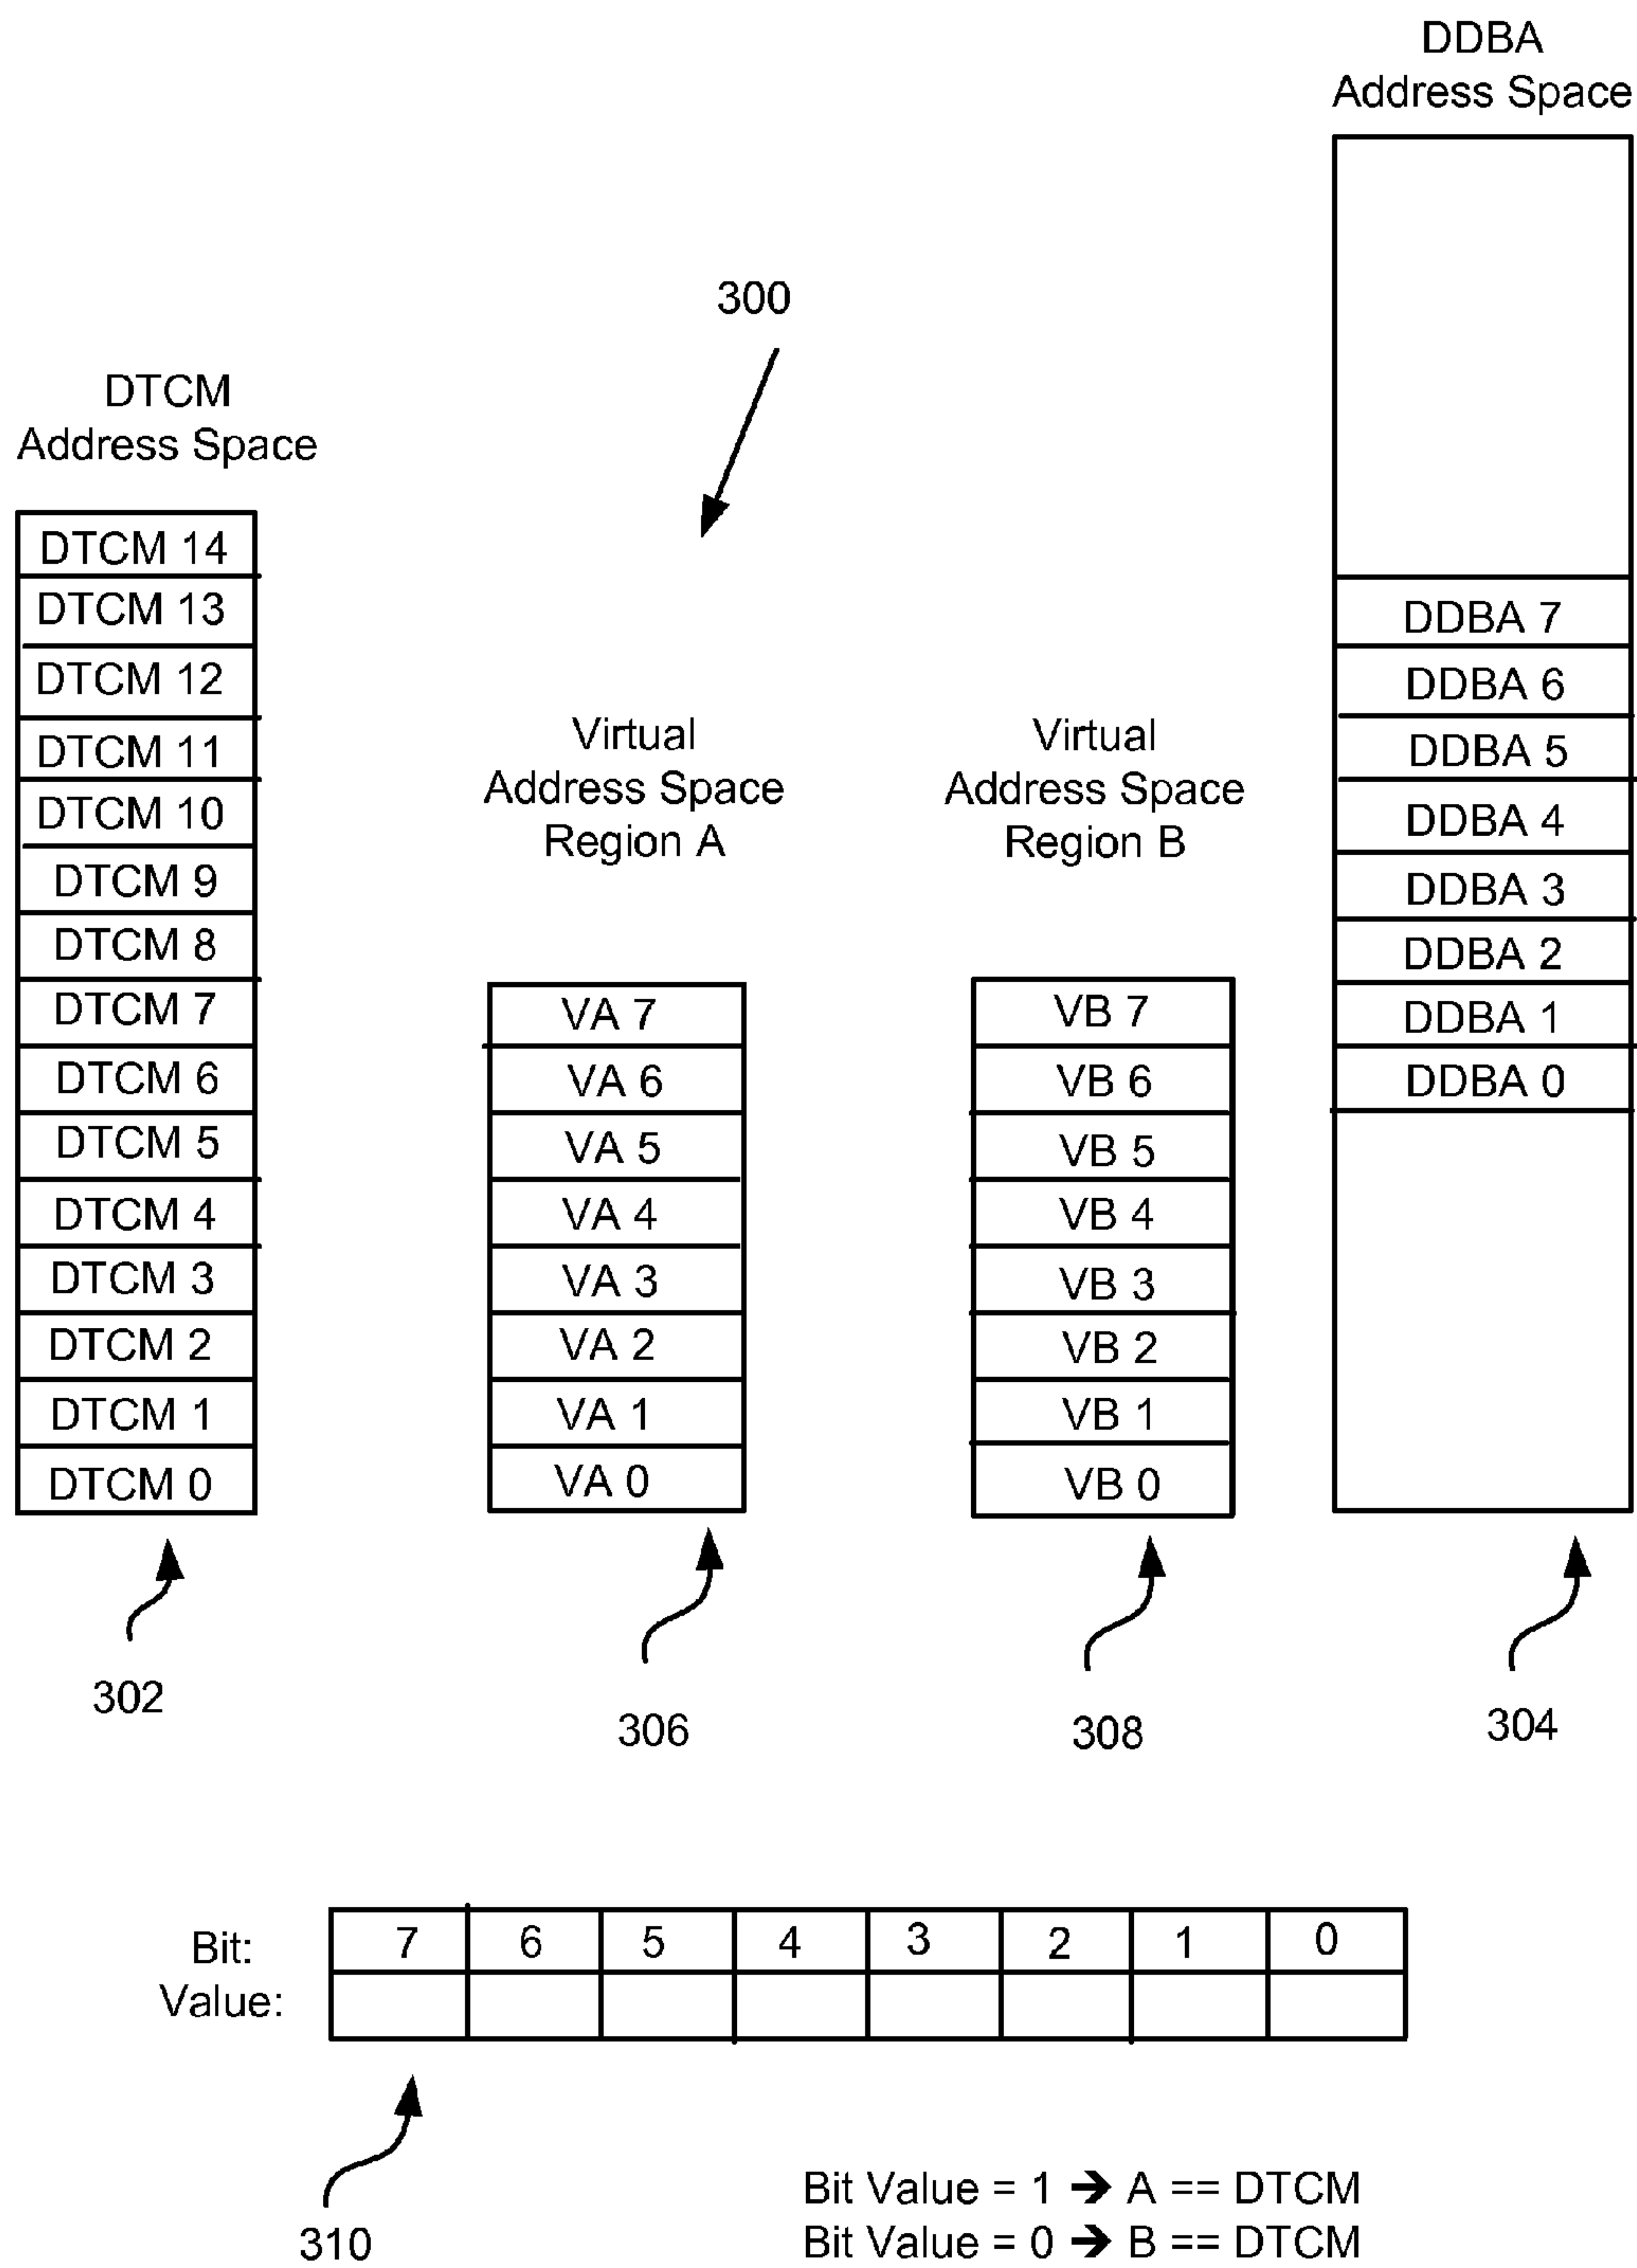 DDBA
Address Space
300
DTCM
Address Space
DTCM 14
DTCM 13
DTCM 12
DTCM 11
DTCM 10
DTCM 9
DTCM 8
DTCM 7
DTCM 6
DTCM 5
DTCM 4
DTCM 3
DTCM 2
DTCM 1
DTCM 0
302
Virtual
Address Space
Region A
VA 7
VA 6
VA 5
VA 4
VA 3
VA 2
VA 1
VA 0
306
Virtual
Address Space
Region B
VB 7
VB 6
VB 5
VB 4
VB 3
VB 2
VB 1
VB 0
308
DDBA 7
DDBA 6
DDBA 5
DDBA 4
DDBA 3
DDBA 2
DDBA 1
DDBA 0
304
Bit: 7 6 5 4 3 2 1 0
Value:
310
Bit Value = 1 ➔ A == DTCM
Bit Value = 0 ➔ B == DTCM